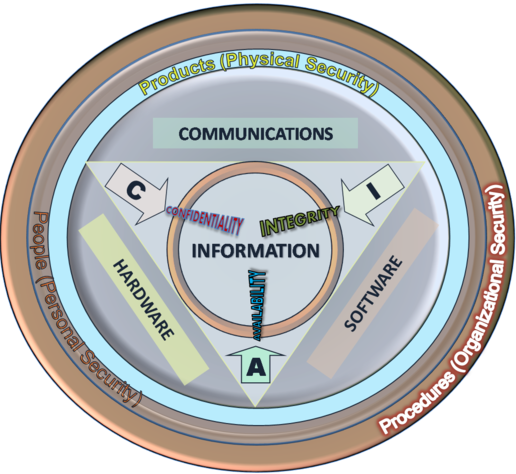 Products (Physical Security)
COMMUNICATIONS
C
I
CONFIDENTIALITY
INTEGRITY
INFORMATION
AVAILABILITY
HARDWARE
SOFTWARE
A
People (Personal Security)
Procedures (Organizational Security)